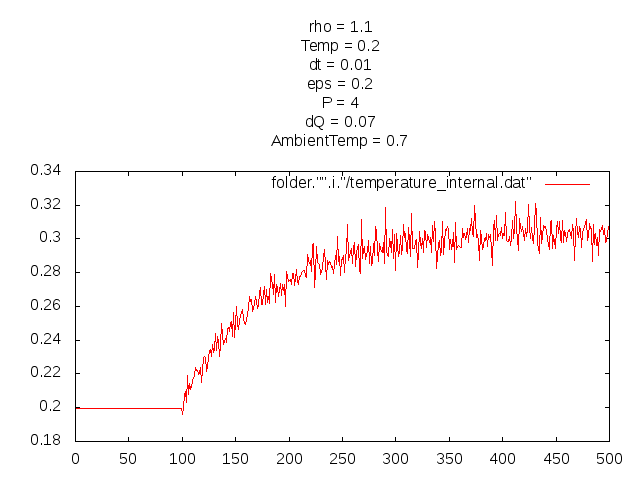 rho = 1.1
Temp = 0.2
dt = 0.01
eps = 0.2
P = 4
dQ = 0.07
AmbientTemp = 0.7
folder."".i."/temperature_internal.dat"
0.34
0.32
0.3
0.28
0.26
0.24
0.22
0.2
0.18
0 50 100 150 200 250 300 350 400 450 500